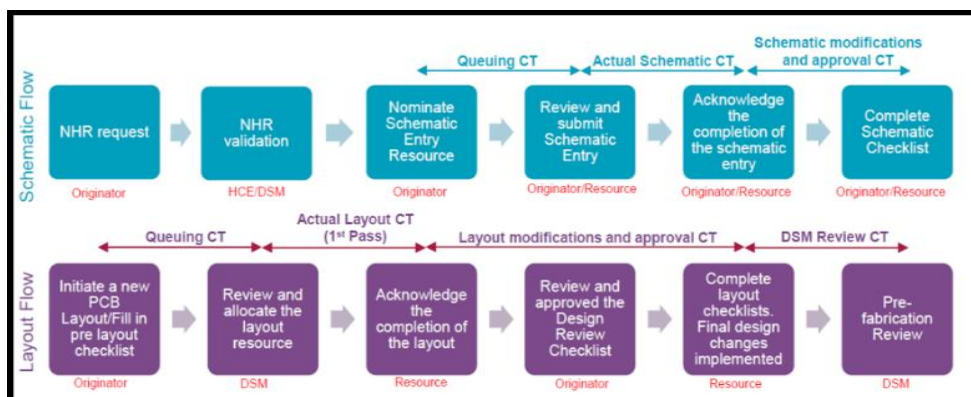 Schematic Flow
Queuing CT
Actual Schematic CT
Schematic modifications
and approval CT
NHR request
NHR
validation
Nominate
Schematic
Entry
Resource
Review and
submit
Schematic
Entry
Acknowledge
the
completion of
the schematic
entry
Complete
Schematic
Checklist
Originator
HCE/DSM
Originator
Originator/Resource
Originator/Resource
Originator/Resource
Layout Flow
Queuing CT
Actual Layout CT
(1st Pass)
Layout modifications and approval CT
DSM Review CT
Initiate a new
PCB
Layout/Fill in
pre layout
checklist
Review and
allocate the
layout
resource
Acknowledge
the
completion of
the layout
Review and
approved the
Design
Review
Checklist
Complete
layout
checklists.
Final design
changes
implemented
Pre-
fabrication
Review
Originator
DSM
Resource
Originator
Resource
DSM